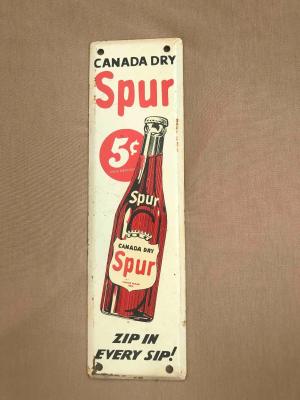 CANADA DRY
Spur
5¢
Spur
CANADA DRY
Spur
ZIP IN
EVERY SIP!